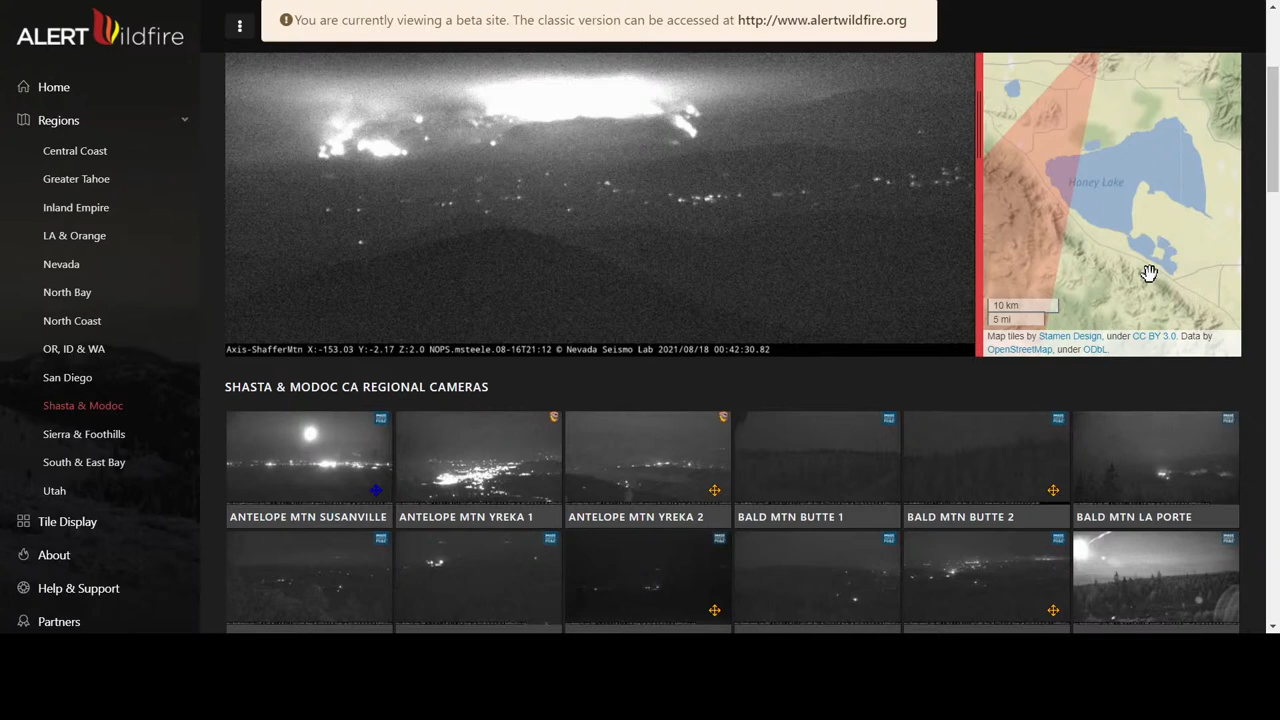 ALERT Wildfire
You are currently viewing a beta site. The classic version can be accessed at http://www.alertwildfire.org
Home
Regions
Central Coast
Greater Tahoe
Inland Empire
LA & Orange
Nevada
North Bay
North Coast
OR, ID & WA
San Diego
Shasta & Modoc
Sierra & Foothills
South & East Bay
Utah
Tile Display
About
Help & Support
Partners
Honey Lake
10 km
5 mi
Map tiles by Stamen Design, under CC BY 3.0. Data by
OpenStreetMap, under ODbL.
Axis-ShafferMtn X:-153.03 Y:-2.17 Z:2.0 NOPS.msteele.08-16T21:12 © Nevada Seismo Lab 2021/08/18 00:42:30.82
SHASTA & MODOC CA REGIONAL CAMERAS
ANTELOPE MTN SUSANVILLE
ANTELOPE MTN YREKA 1
ANTELOPE MTN YREKA 2
BALD MTN BUTTE 1
BALD MTN BUTTE 2
BALD MTN LA PORTE